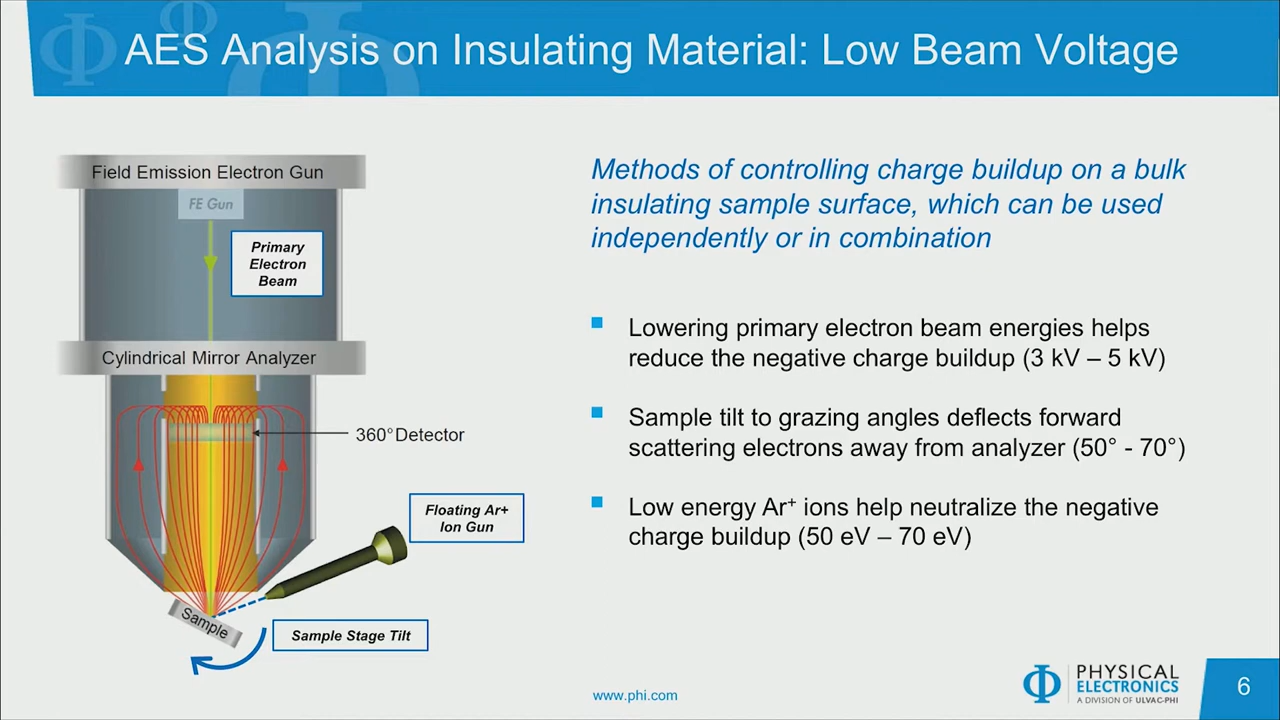 AES Analysis on Insulating Material: Low Beam Voltage
Field Emission Electron Gun
FE Gun
Primary
Electron
Beam
Cylindrical Mirror Analyzer
360° Detector
Floating Ar+
Ion Gun
Sample
Sample Stage Tilt
Methods of controlling charge buildup on a bulk
insulating sample surface, which can be used
independently or in combination
Lowering primary electron beam energies helps
reduce the negative charge buildup (3 kV – 5 kV)
Sample tilt to grazing angles deflects forward
scattering electrons away from analyzer (50° - 70°)
Low energy Ar⁺ ions help neutralize the negative
charge buildup (50 eV – 70 eV)
www.phi.com
PHYSICAL
ELECTRONICS
A DIVISION OF ULVAC-PHI
6